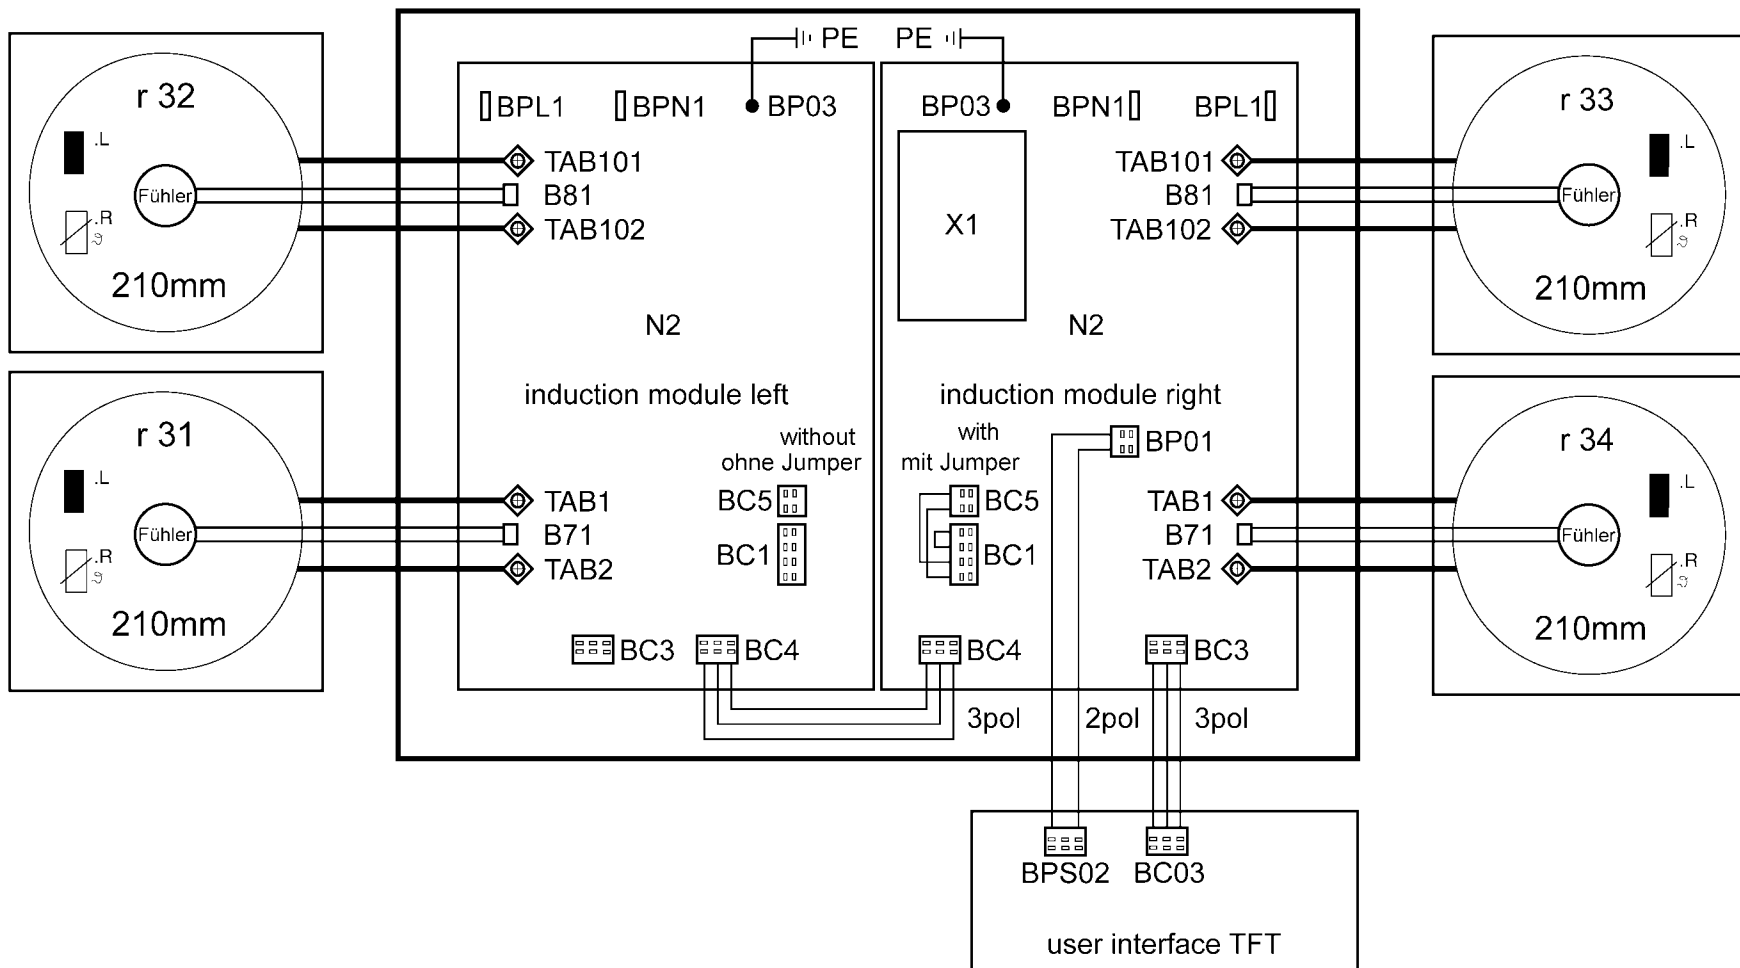 PE PE
r 32
.L
Fühler
.R
ϑ
210mm
r 31
.L
Fühler
.R
ϑ
210mm
BPL1 BPN1 BP03
TAB101
B81
TAB102
N2
induction module left
without
ohne Jumper
TAB1
B71
TAB2
BC5
BC1
BC3 BC4
BP03 BPN1 BPL1
X1
TAB101
B81
TAB102
N2
induction module right
with
mit Jumper
BP01
BC5
BC1
TAB1
B71
TAB2
BC4 BC3
3pol 2pol 3pol
r 33
.L
Fühler
.R
ϑ
210mm
r 34
.L
Fühler
.R
ϑ
210mm
BPS02 BC03
user interface TFT